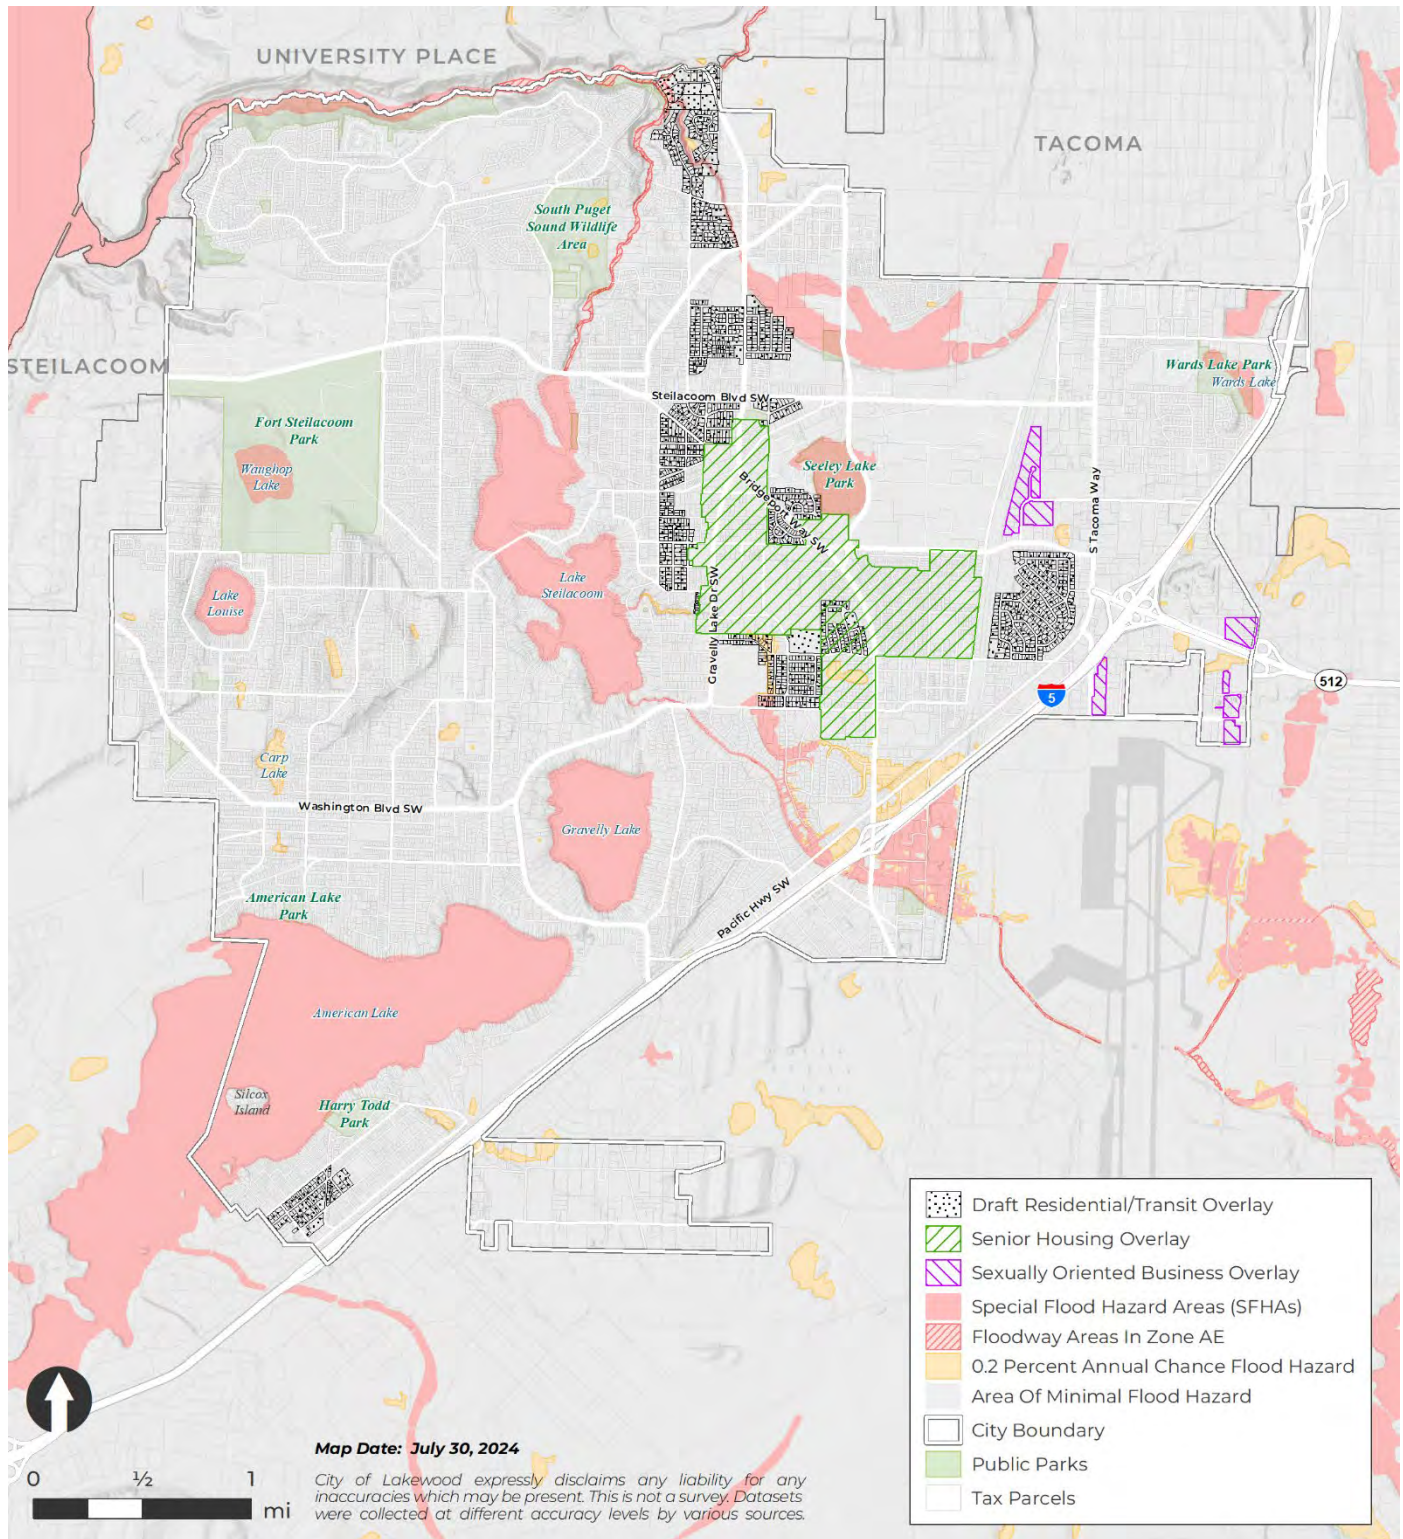 UNIVERSITY PLACE
TACOMA
South Puget
Sound Wildlife
Area
STEILACOOM
Wards Lake Park
Wards Lake
Steilacoom Blvd SW
Fort Steilacoom
Park
Waughop
Lake
Seeley Lake
Park
Bridgeport Way SW
S Tacoma Way
Lake
Louise
Lake
Steilacoom
Gravelly Lake Dr SW
512
5
Carp
Lake
Washington Blvd SW
Gravelly Lake
American Lake
Park
Pacific Hwy SW
American Lake
Silcox
Island
Harry Todd
Park
Draft Residential/Transit Overlay
Senior Housing Overlay
Sexually Oriented Business Overlay
Special Flood Hazard Areas (SFHAs)
Floodway Areas In Zone AE
0.2 Percent Annual Chance Flood Hazard
Area Of Minimal Flood Hazard
City Boundary
Public Parks
Tax Parcels
0 ½ 1
mi
Map Date: July 30, 2024
City of Lakewood expressly disclaims any liability for any
inaccuracies which may be present. This is not a survey. Datasets
were collected at different accuracy levels by various sources.